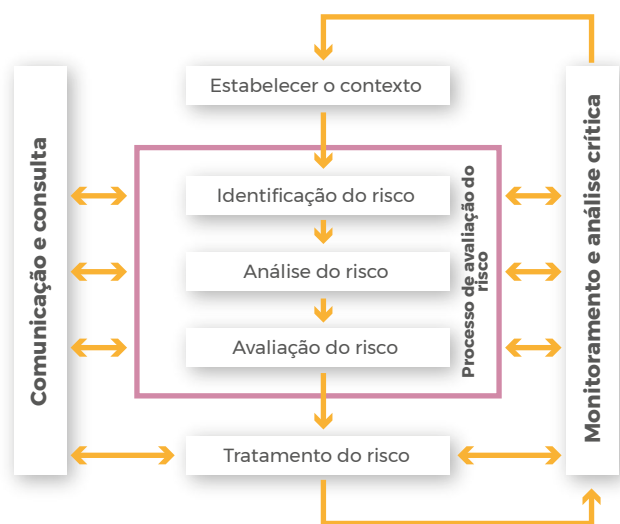 Comunicação e consulta
Estabelecer o contexto
Identificação do risco
Análise do risco
Avaliação do risco
Processo de avaliação do
risco
Tratamento do risco
Monitoramento e análise crítica